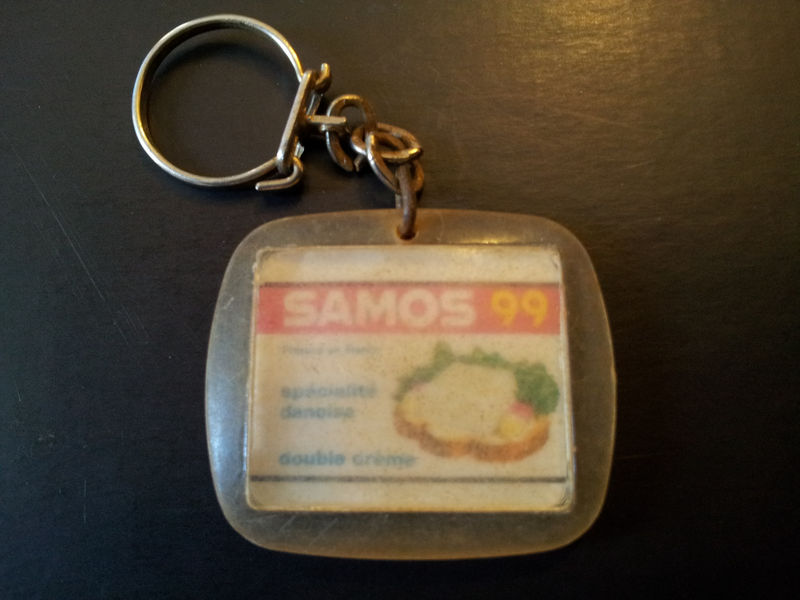 SAMOS 99
spécialité
danoise
double crème